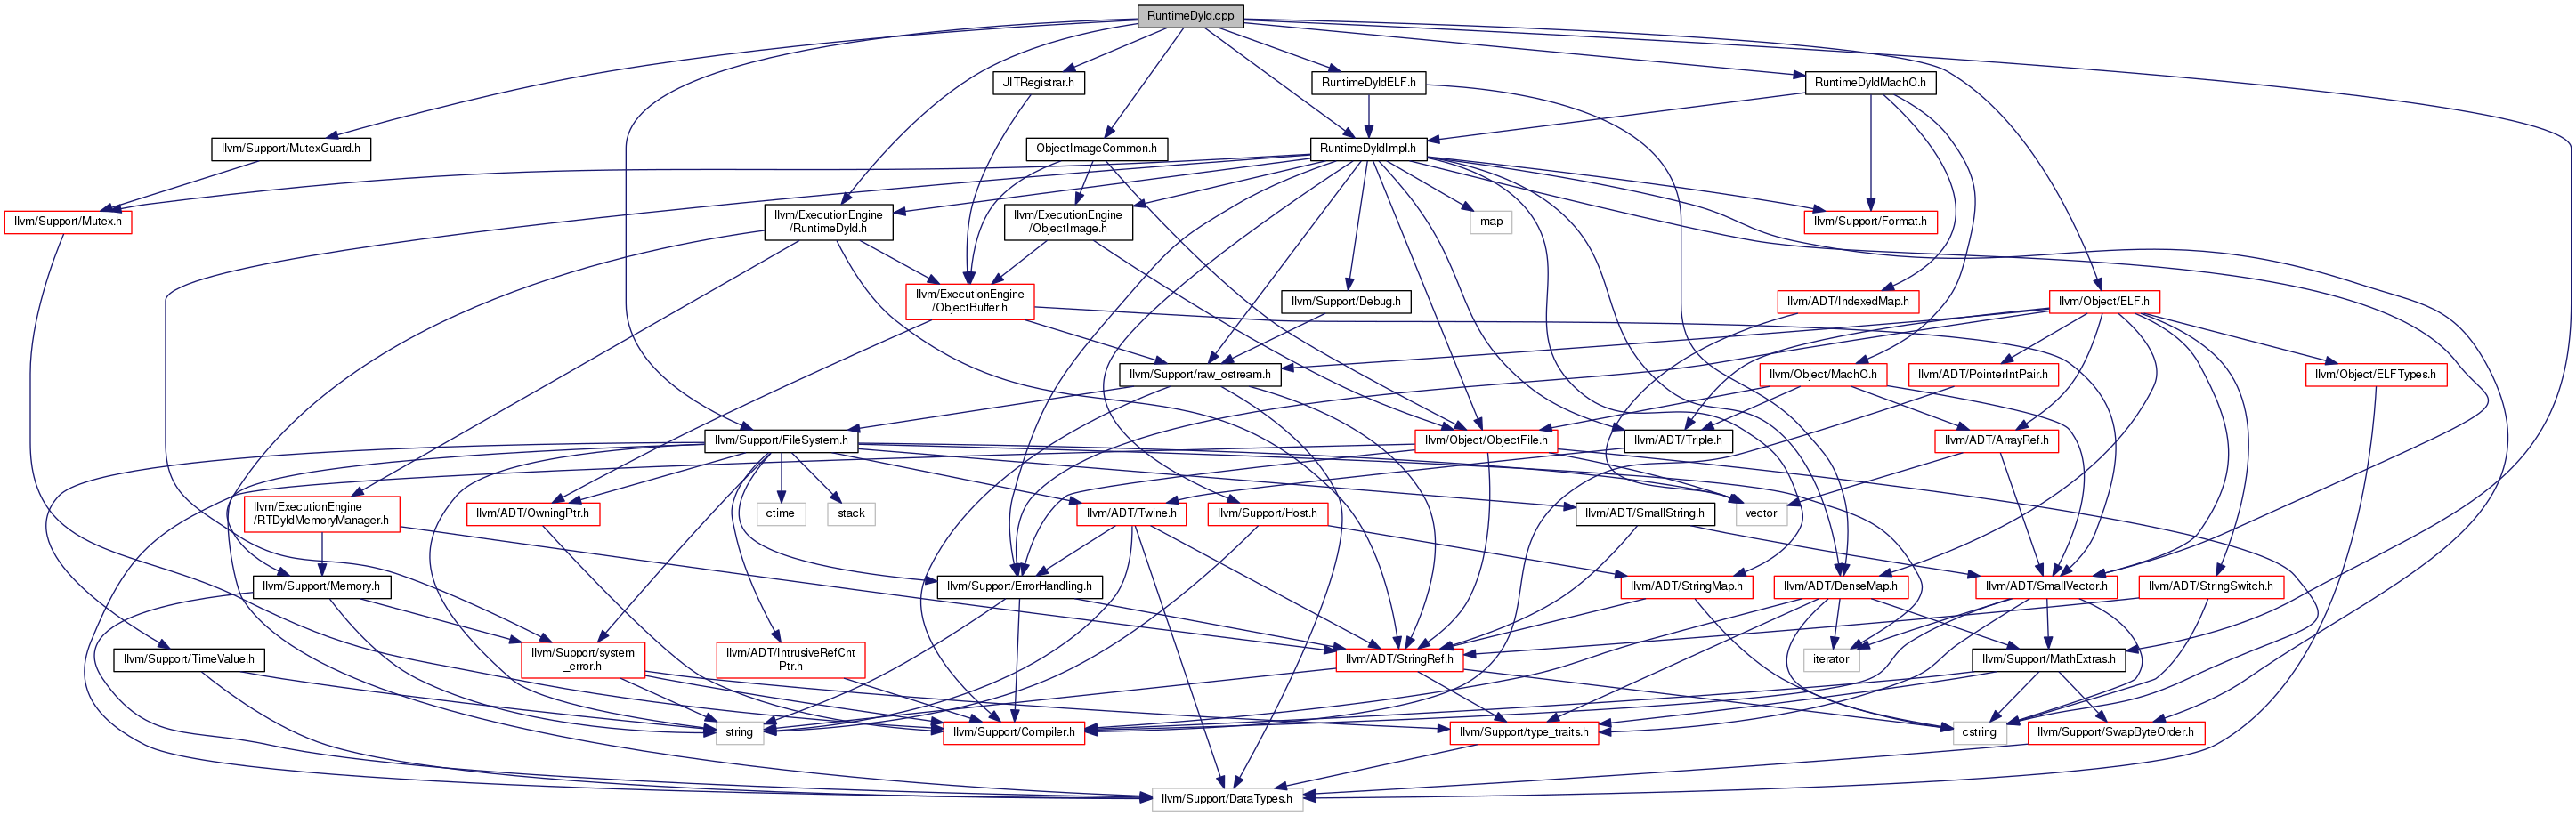 RuntimeDyld.cpp
JITRegistrar.h
RuntimeDyldELF.h
RuntimeDyldMachO.h
llvm/Support/MutexGuard.h
ObjectImageCommon.h
RuntimeDyldImpl.h
llvm/Support/Mutex.h
llvm/ExecutionEngine
/RuntimeDyld.h
llvm/ExecutionEngine
/ObjectImage.h
map
llvm/Support/Format.h
llvm/ExecutionEngine
/ObjectBuffer.h
llvm/Support/Debug.h
llvm/ADT/IndexedMap.h
llvm/Object/ELF.h
llvm/Support/raw_ostream.h
llvm/Object/MachO.h
llvm/ADT/PointerIntPair.h
llvm/Object/ELFTypes.h
llvm/Support/FileSystem.h
llvm/Object/ObjectFile.h
llvm/ADT/Triple.h
llvm/ADT/ArrayRef.h
llvm/ExecutionEngine
/RTDyldMemoryManager.h
llvm/ADT/OwningPtr.h
ctime
stack
llvm/ADT/Twine.h
llvm/Support/Host.h
vector
llvm/ADT/SmallString.h
llvm/Support/Memory.h
llvm/Support/ErrorHandling.h
llvm/ADT/StringMap.h
llvm/ADT/DenseMap.h
llvm/ADT/SmallVector.h
llvm/ADT/StringSwitch.h
llvm/Support/TimeValue.h
llvm/Support/system
_error.h
llvm/ADT/IntrusiveRefCnt
Ptr.h
llvm/ADT/StringRef.h
iterator
llvm/Support/MathExtras.h
string
llvm/Support/Compiler.h
llvm/Support/type_traits.h
cstring
llvm/Support/SwapByteOrder.h
llvm/Support/DataTypes.h